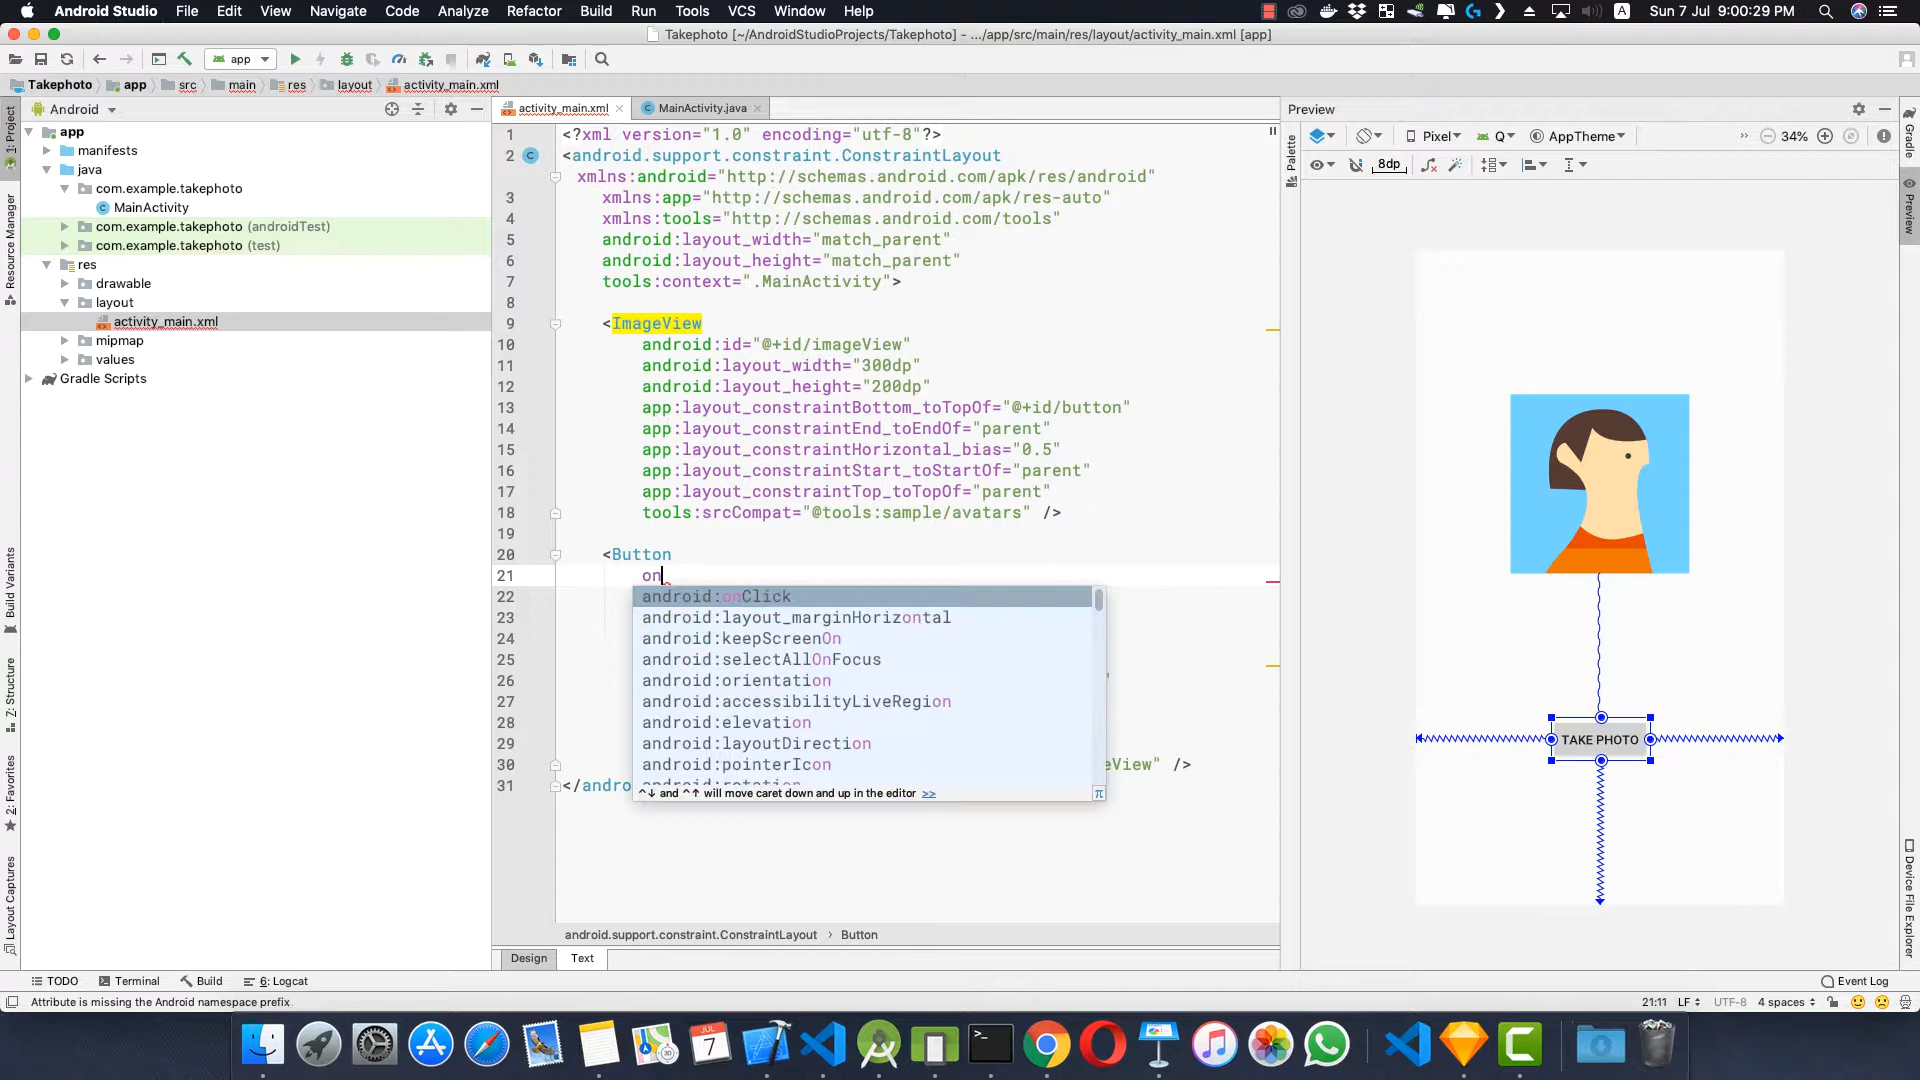 Android Studio File Edit View Navigate Code Analyze Refactor Build Run Tools VCS Window Help
A Sun 7 Jul 9:00:29 PM
Takephoto [~/AndroidStudioProjects/Takephoto] - .../app/src/main/res/layout/activity_main.xml [app]
app
Takephoto app src main res layout activity_main.xml
Android
activity_main.xml MainActivity.java
Preview
app
manifests
java
com.example.takephoto
MainActivity
com.example.takephoto (androidTest)
com.example.takephoto (test)
res
drawable
layout
activity_main.xml
mipmap
values
Gradle Scripts
1: Project
Resource Manager
Build Variants
7: Structure
2: Favorites
Layout Captures
1 <?xml version="1.0" encoding="utf-8"?>
2 C <android.support.constraint.ConstraintLayout
xmlns:android="http://schemas.android.com/apk/res/android"
3 xmlns:app="http://schemas.android.com/apk/res-auto"
4 xmlns:tools="http://schemas.android.com/tools"
5 android:layout_width="match_parent"
6 android:layout_height="match_parent"
7 tools:context=".MainActivity">
8
9 <ImageView
10 android:id="@+id/imageView"
11 android:layout_width="300dp"
12 android:layout_height="200dp"
13 app:layout_constraintBottom_toTopOf="@+id/button"
14 app:layout_constraintEnd_toEndOf="parent"
15 app:layout_constraintHorizontal_bias="0.5"
16 app:layout_constraintStart_toStartOf="parent"
17 app:layout_constraintTop_toTopOf="parent"
18 tools:srcCompat="@tools:sample/avatars" />
19
20 <Button
21 on
22 android:onClick
23 android:layout_marginHorizontal
24 android:keepScreenOn
25 android:selectAllOnFocus
26 android:orientation "
27 android:accessibilityLiveRegion
28 android:elevation
29 android:layoutDirection
30 android:pointerIcon eView" />
31 </andro android:rotation
^↓ and ^↑ will move caret down and up in the editor >> π
android.support.constraint.ConstraintLayout › Button
Design Text
Palette
Pixel Q AppTheme 34%
8dp
TAKE PHOTO
Gradle
Preview
Device File Explorer
TODO Terminal Build 6: Logcat Event Log
Attribute is missing the Android namespace prefix 21:11 LF UTF-8 4 spaces
JUL
7